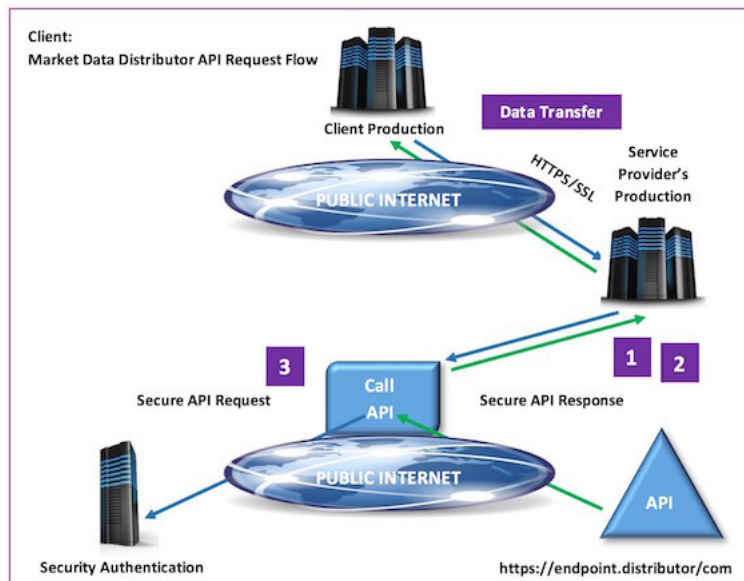 Client:
Market Data Distributor API Request Flow
Client Production
Data Transfer
HTTPS/SSL
Service
Provider's
Production
PUBLIC INTERNET
1
2
3
Call
API
Secure API Request
Secure API Response
PUBLIC INTERNET
API
Security Authentication
https://endpoint.distributor/com